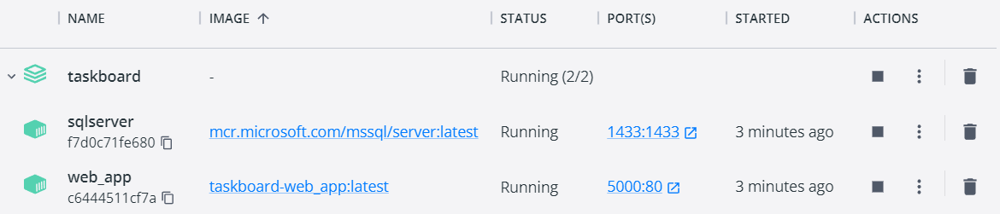 NAME IMAGE STATUS PORT(S) STARTED ACTIONS
taskboard - Running (2/2)
sqlserver
f7d0c71fe680
mcr.microsoft.com/mssql/server:latest Running 1433:1433 3 minutes ago
web_app
c6444511cf7a
taskboard-web_app:latest Running 5000:80 3 minutes ago